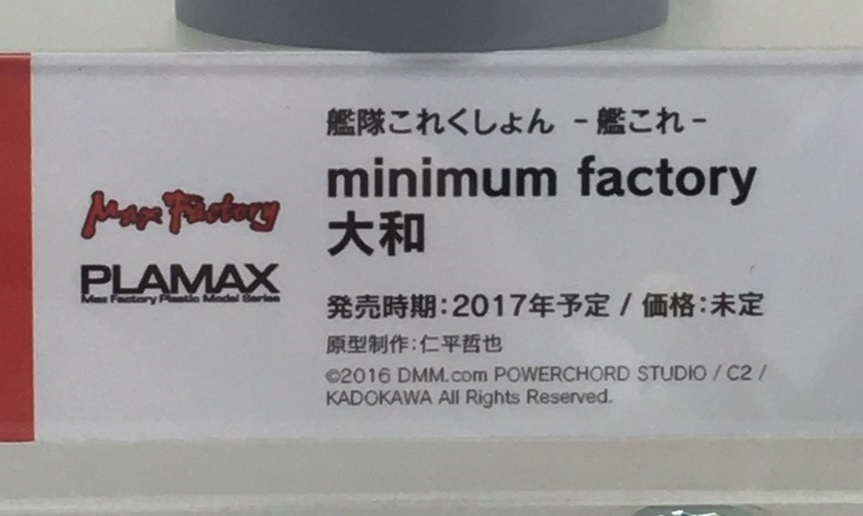 艦隊これくしょん -艦これ-
minimum factory
大和
Max Factory
PLAMAX
Max Factory Plastic Model Series
発売時期:2017年予定 / 価格:未定
原型制作:仁平哲也
©2016 DMM.com POWERCHORD STUDIO / C2 /
KADOKAWA All Rights Reserved.